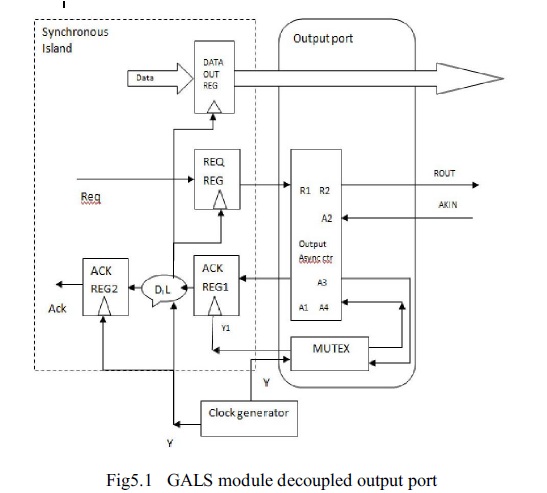 Synchronous
Island
Output port
DATA
OUT
REG
Data
REQ
REG
Req
R1 R2
ROUT
A2
AKIN
Output
Async ctr
A3
A1 A4
ACK
REG2
D,L
ACK
REG1
Ack
Y1
MUTEX
Y
Clock generator
Y
Fig5.1 GALS module decoupled output port